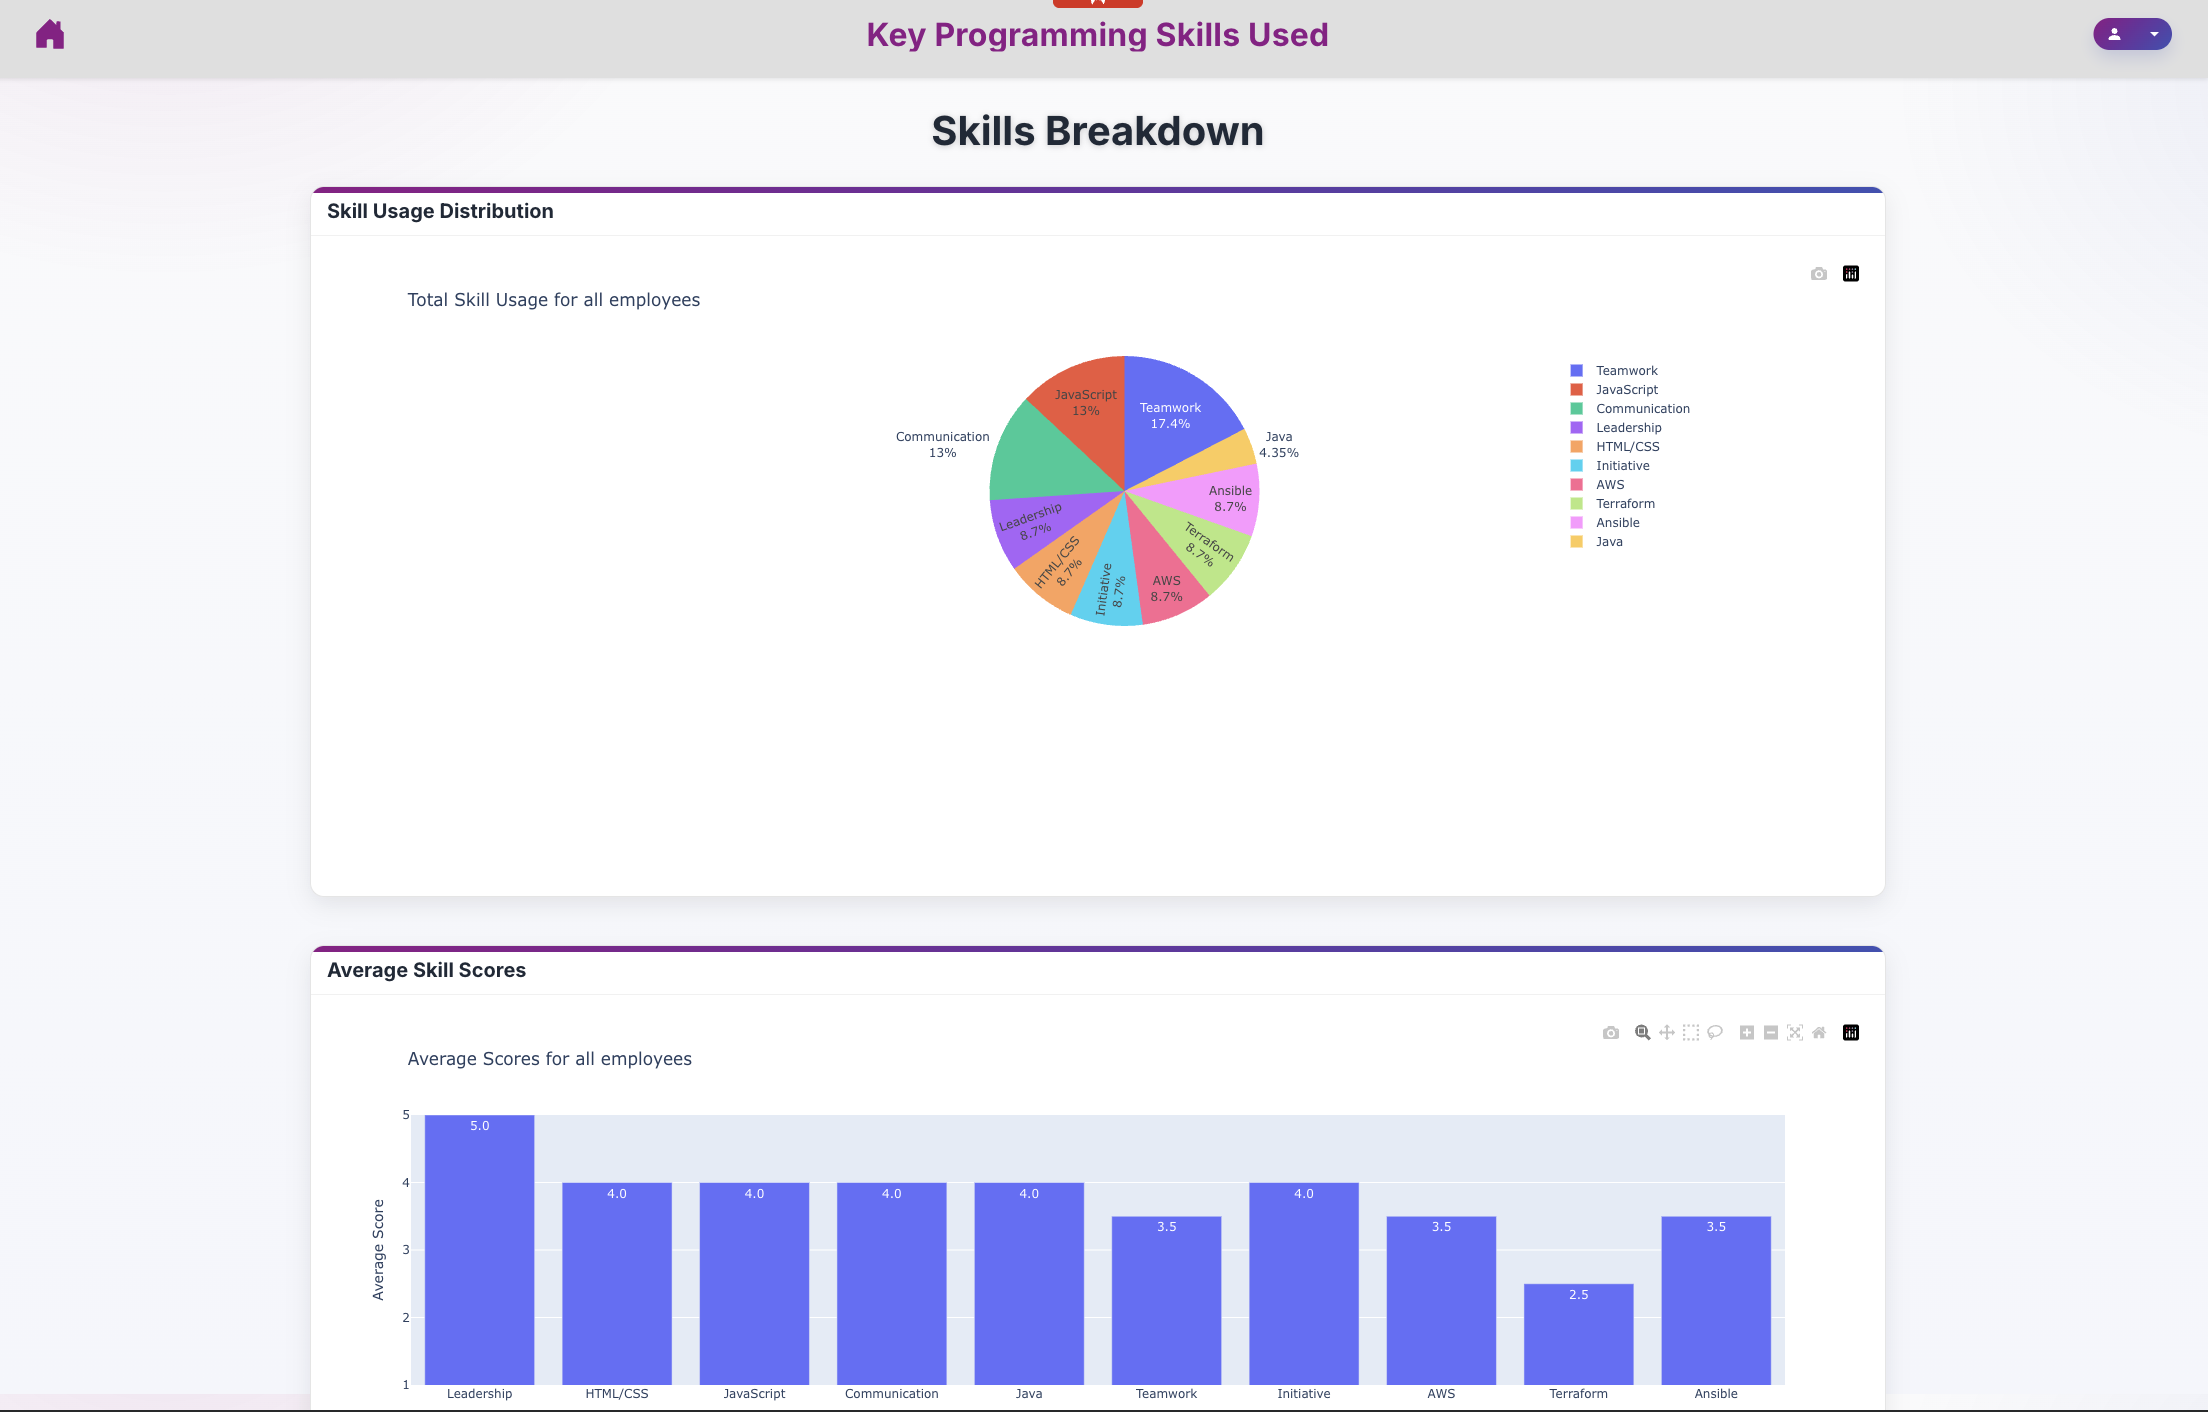 Key Programming Skills Used
Skills Breakdown
Skill Usage Distribution
Total Skill Usage for all employees
JavaScript
13%
Teamwork
17.4%
Communication
13%
Java
4.35%
Leadership
8.7%
Ansible
8.7%
HTML/CSS
8.7%
Terraform
8.7%
Initiative
8.7%
AWS
8.7%
Teamwork
JavaScript
Communication
Leadership
HTML/CSS
Initiative
AWS
Terraform
Ansible
Java
Average Skill Scores
Average Scores for all employees
Average Score
5
4
3
2
1
5.0
4.0
4.0
4.0
4.0
3.5
4.0
3.5
2.5
3.5
Leadership
HTML/CSS
JavaScript
Communication
Java
Teamwork
Initiative
AWS
Terraform
Ansible